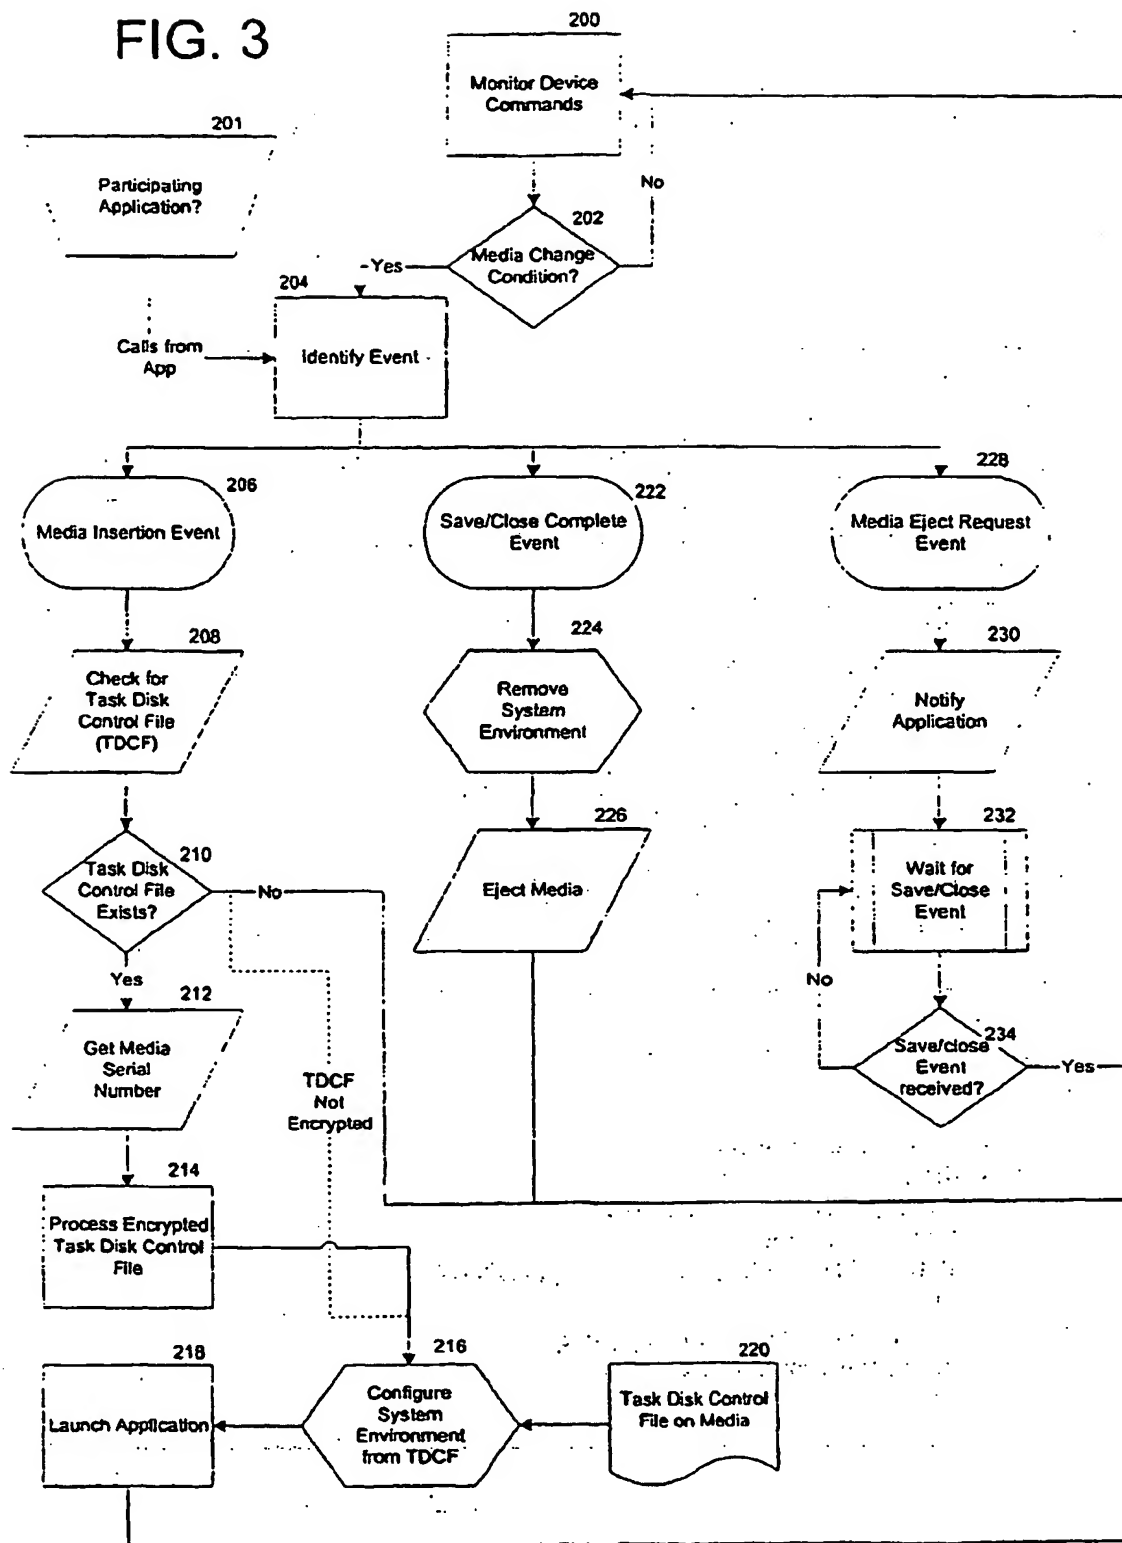 FIG. 3
200
Monitor Device
Commands
201
Participating
Application?
No
202
Media Change
Condition?
Yes
204
Identify Event
Calls from
App
206
Media Insertion Event
222
Save/Close Complete
Event
228
Media Eject Request
Event
208
Check for
Task Disk
Control File
(TDCF)
224
Remove
System
Environment
230
Notify
Application
210
Task Disk
Control File
Exists?
No
Yes
226
Eject Media
232
Wait for
Save/Close
Event
No
212
Get Media
Serial
Number
TDCF
Not
Encrypted
234
Save/close
Event
received?
Yes
214
Process Encrypted
Task Disk Control
File
218
Launch Application
216
Configure
System
Environment
from TDCF
220
Task Disk Control
File on Media